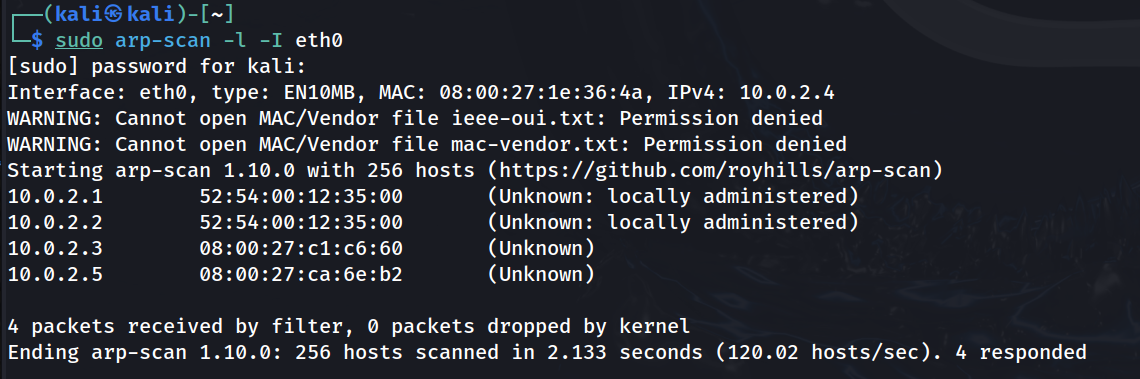 ┌──(kali㉿kali)-[~]
└─$ sudo arp-scan -l -I eth0
[sudo] password for kali:
Interface: eth0, type: EN10MB, MAC: 08:00:27:1e:36:4a, IPv4: 10.0.2.4
WARNING: Cannot open MAC/Vendor file ieee-oui.txt: Permission denied
WARNING: Cannot open MAC/Vendor file mac-vendor.txt: Permission denied
Starting arp-scan 1.10.0 with 256 hosts (https://github.com/royhills/arp-scan)
10.0.2.1        52:54:00:12:35:00       (Unknown: locally administered)
10.0.2.2        52:54:00:12:35:00       (Unknown: locally administered)
10.0.2.3        08:00:27:c1:c6:60       (Unknown)
10.0.2.5        08:00:27:ca:6e:b2       (Unknown)
4 packets received by filter, 0 packets dropped by kernel
Ending arp-scan 1.10.0: 256 hosts scanned in 2.133 seconds (120.02 hosts/sec). 4 responded